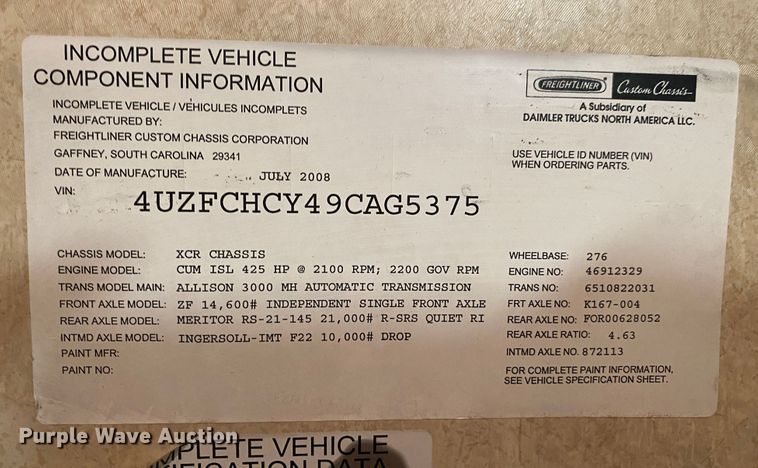 INCOMPLETE VEHICLE
COMPONENT INFORMATION
INCOMPLETE VEHICLE / VÉHICULES INCOMPLETS
MANUFACTURED BY:
FREIGHTLINER CUSTOM CHASSIS CORPORATION
GAFFNEY, SOUTH CAROLINA 29341
DATE OF MANUFACTURE: JULY 2008
VIN: 4UZFCHCY49CAG5375
FREIGHTLINER Custom Chassis
A Subsidiary of
DAIMLER TRUCKS NORTH AMERICA LLC.
USE VEHICLE ID NUMBER (VIN)
WHEN ORDERING PARTS.
CHASSIS MODEL: XCR CHASSIS
ENGINE MODEL: CUM ISL 425 HP @ 2100 RPM; 2200 GOV RPM
TRANS MODEL MAIN: ALLISON 3000 MH AUTOMATIC TRANSMISSION
FRONT AXLE MODEL: ZF 14,600# INDEPENDENT SINGLE FRONT AXLE
REAR AXLE MODEL: MERITOR RS-21-145 21,000# R-SRS QUIET RI
INTMD AXLE MODEL: INGERSOLL-IMT F22 10,000# DROP
PAINT MFR:
PAINT NO:
WHEELBASE: 276
ENGINE NO: 46912329
TRANS NO: 6510822031
FRT AXLE NO: K167-004
REAR AXLE NO: FOR00628052
REAR AXLE RATIO: 4.63
INTMD AXLE NO. 872113
FOR COMPLETE PAINT INFORMATION,
SEE VEHICLE SPECIFICATION SHEET.
Purple Wave Auction
PLETE VEHICLE
FICATION DATA